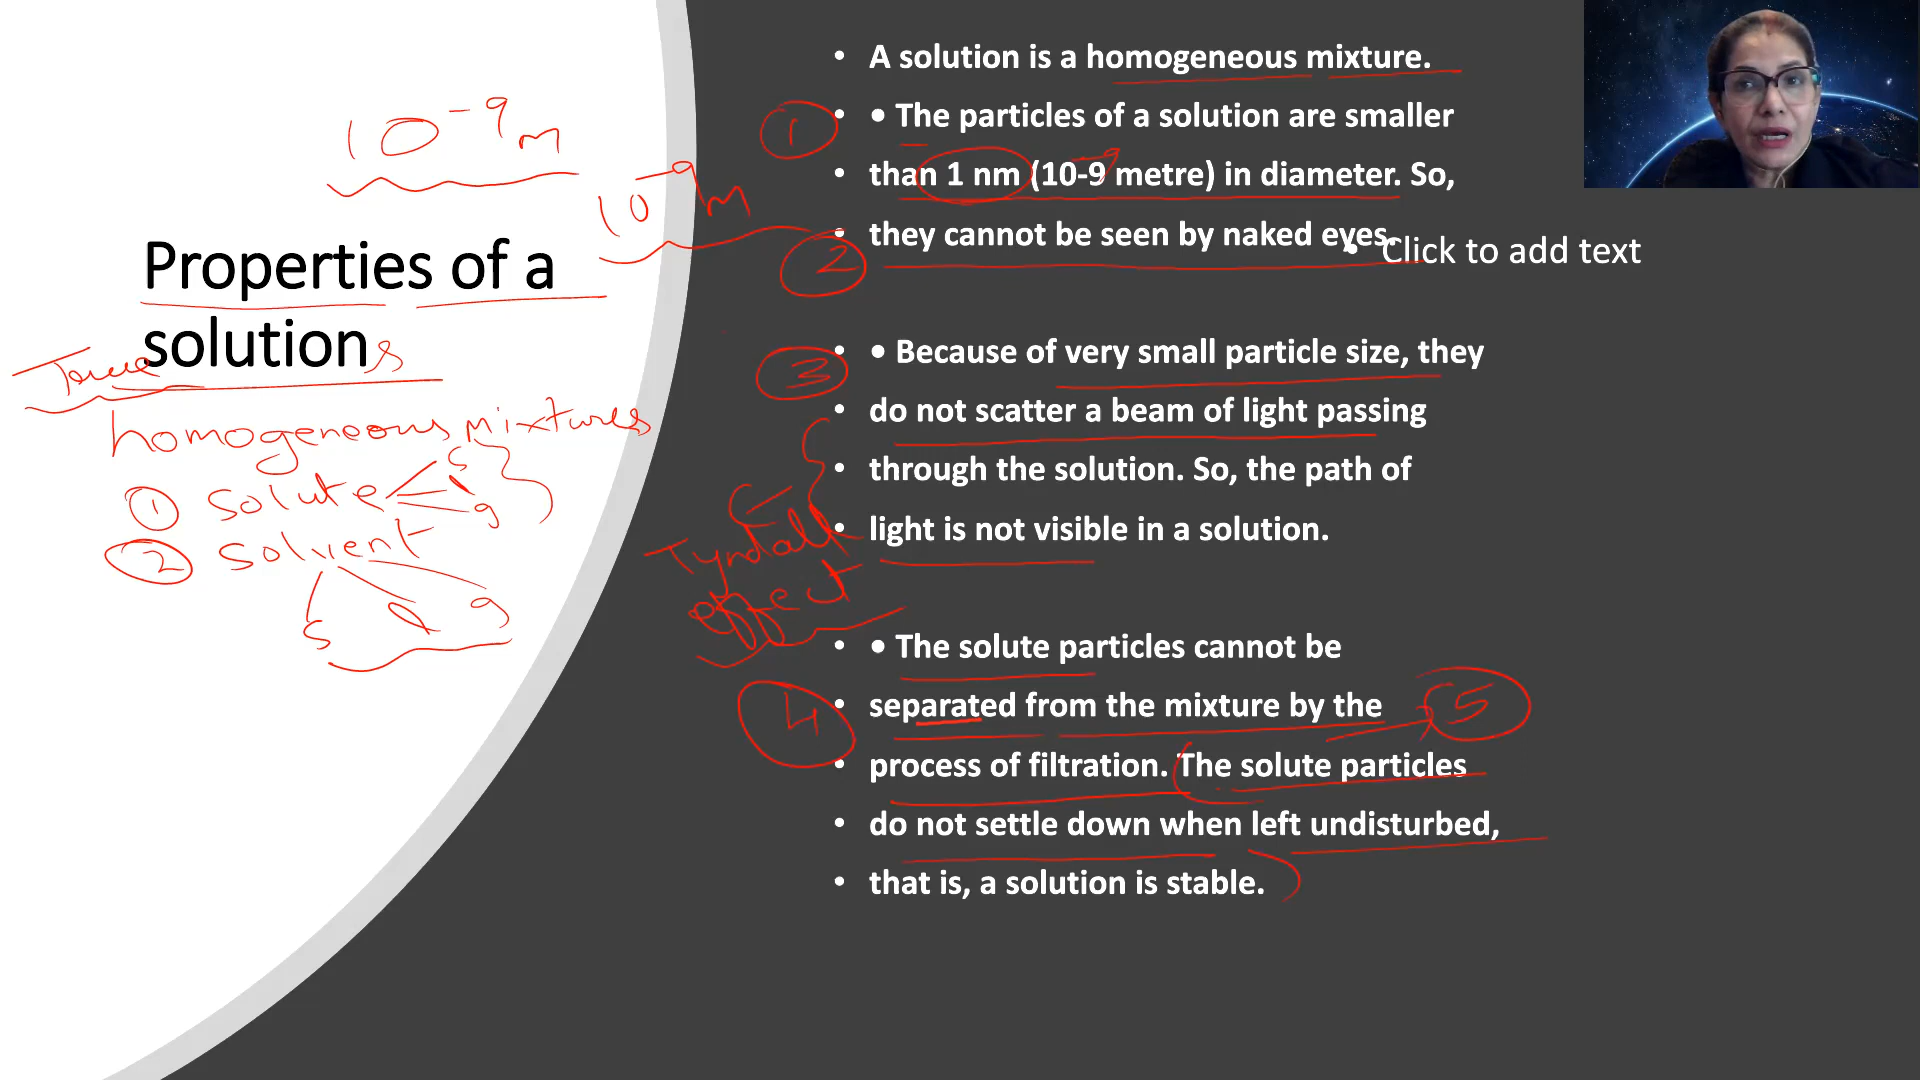 10⁻⁹ m
10⁻⁹ m
Properties of a
solutions
True
homogeneous mixtures
① solute s l g
② solvent
s l g
• A solution is a homogeneous mixture.
① • • The particles of a solution are smaller
• than 1 nm (10-9 metre) in diameter. So,
-9
② • they cannot be seen by naked eyes.
• Click to add text
③ • • Because of very small particle size, they
• do not scatter a beam of light passing
• through the solution. So, the path of
• light is not visible in a solution.
Tyndall
effect
• • The solute particles cannot be
④ • separated from the mixture by the ⑤
• process of filtration. The solute particles
• do not settle down when left undisturbed,
• that is, a solution is stable.